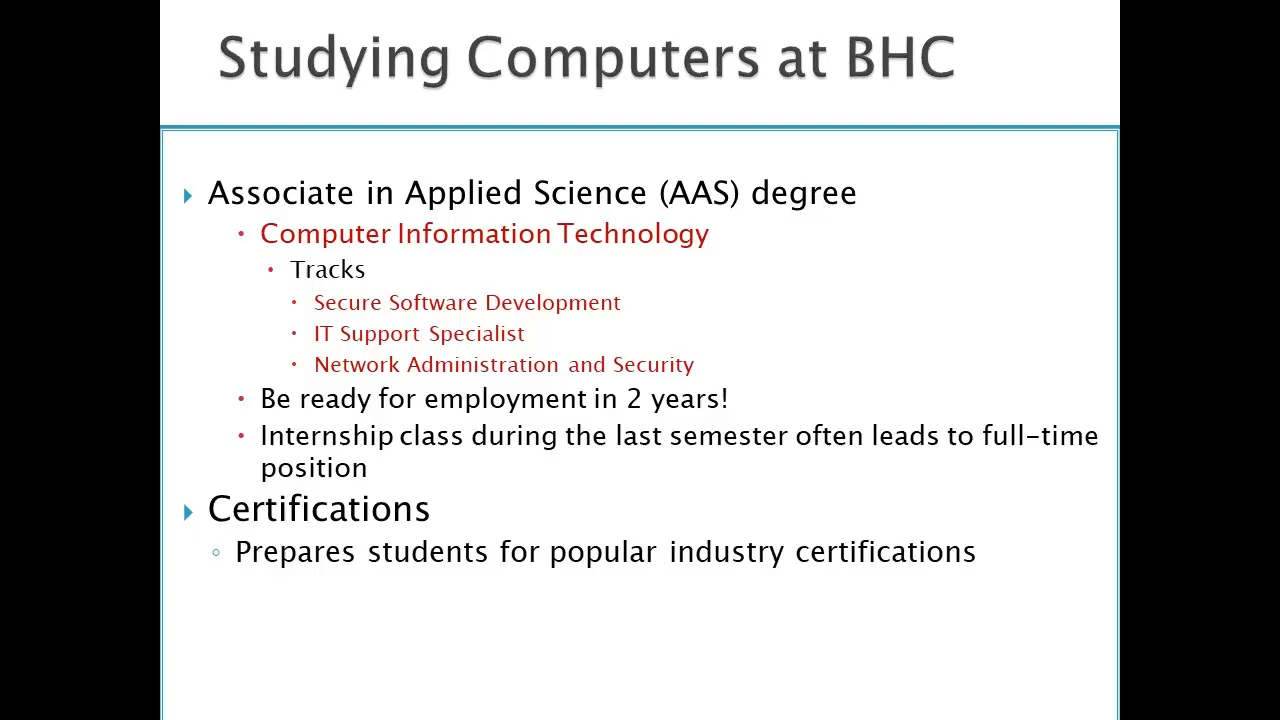 Studying Computers at BHC
Associate in Applied Science (AAS) degree
Computer Information Technology
Tracks
Secure Software Development
IT Support Specialist
Network Administration and Security
Be ready for employment in 2 years!
Internship class during the last semester often leads to full-time
position
Certifications
Prepares students for popular industry certifications